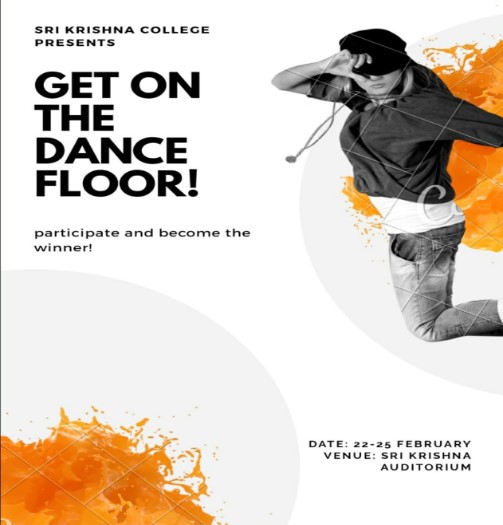 SRI KRISHNA COLLEGE
PRESENTS
GET ON
THE
DANCE
FLOOR!
participate and become the
winner!
DATE: 22-25 FEBRUARY
VENUE: SRI KRISHNA
AUDITORIUM